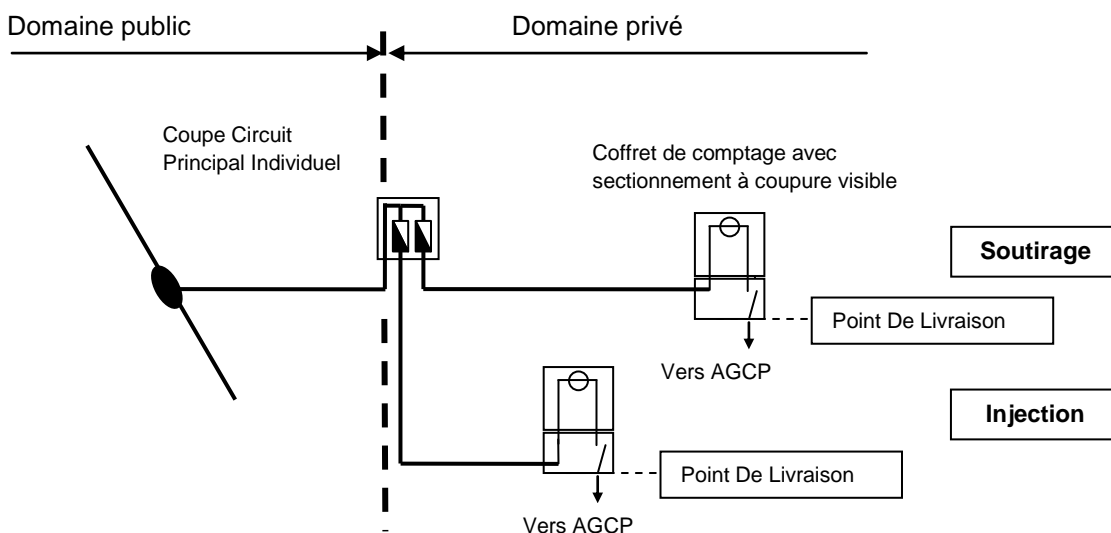 Domaine public
Domaine privé
Coupe Circuit
Principal Individuel
Coffret de comptage avec
sectionnement à coupure visible
Soutirage
Point De Livraison
Vers AGCP
Injection
Point De Livraison
Vers AGCP